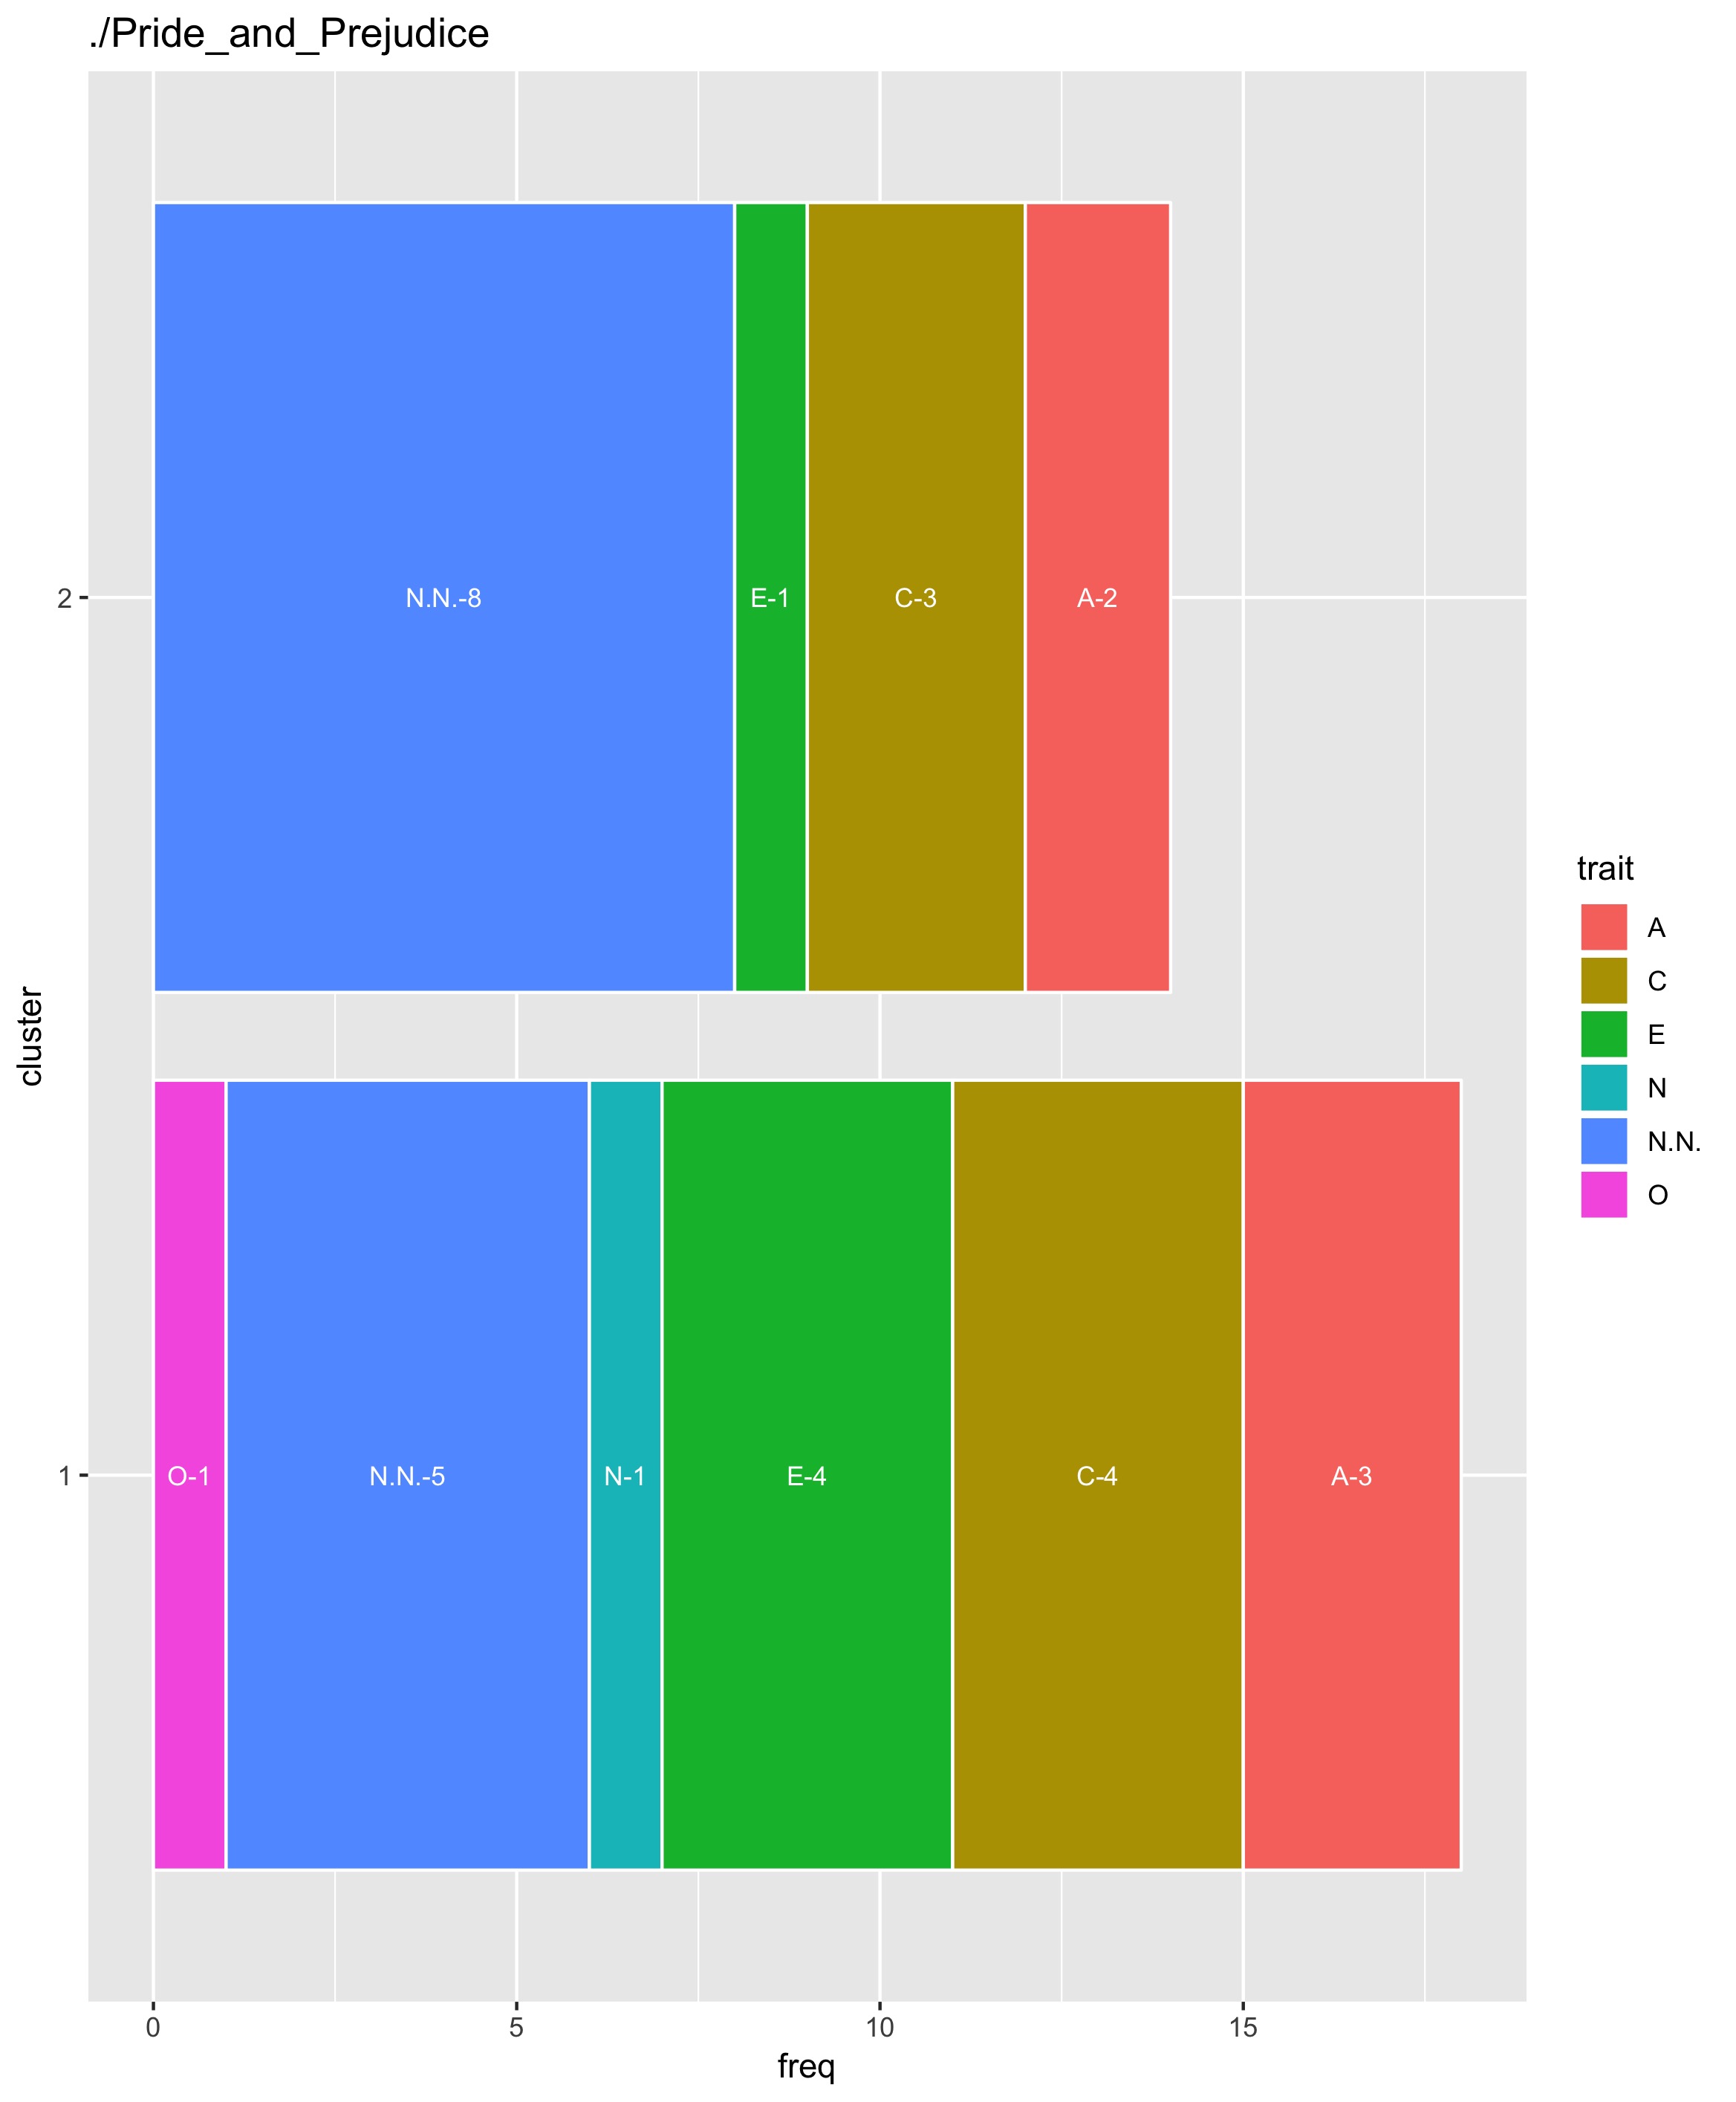 ./Pride_and_Prejudice
2
N.N.-8 E-1 C-3 A-2
cluster
1
O-1 N.N.-5 N-1 E-4 C-4 A-3
0 5 10 15
freq
trait
A
C
E
N
N.N.
O